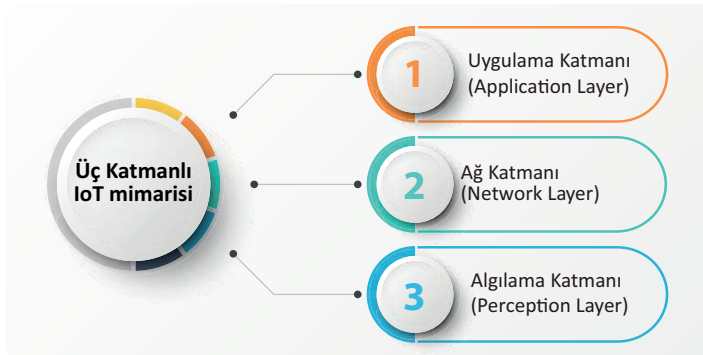 Üç Katmanlı
IoT mimarisi
1
Uygulama Katmanı
(Application Layer)
2
Ağ Katmanı
(Network Layer)
3
Algılama Katmanı
(Perception Layer)